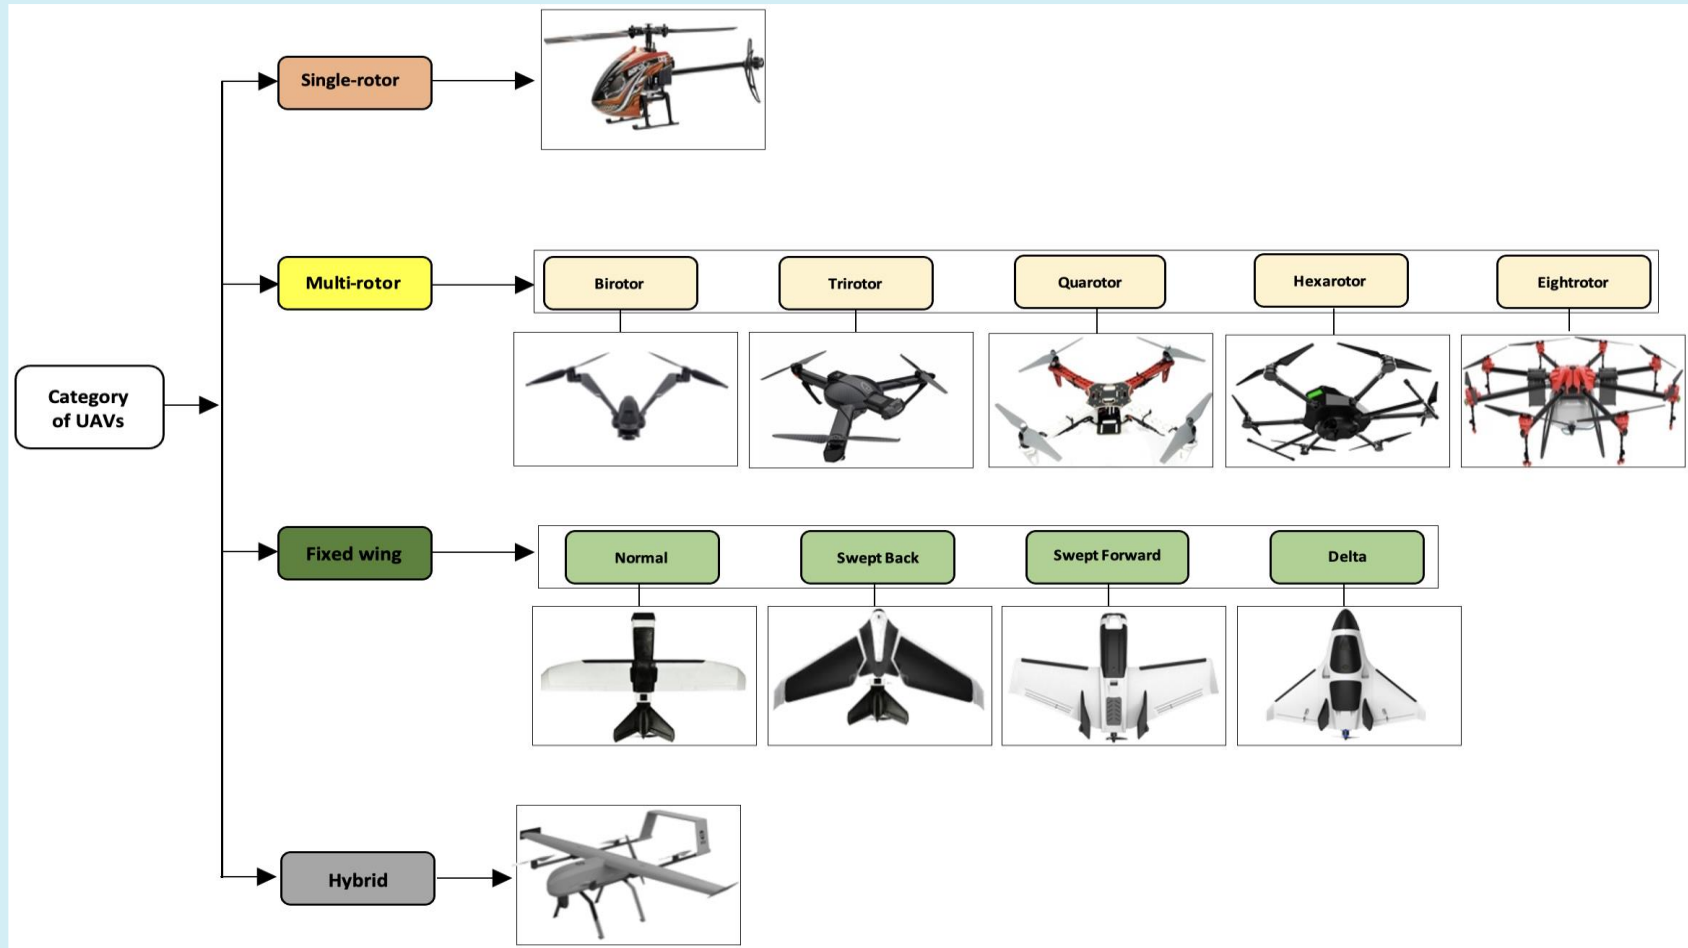 Single-rotor
Multi-rotor
Birotor
Trirotor
Quarotor
Hexarotor
Eightrotor
Category
of UAVs
Fixed wing
Normal
Swept Back
Swept Forward
Delta
Hybrid